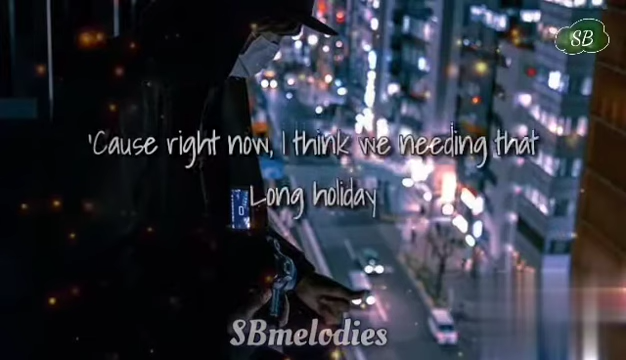 SB
'Cause right now, I think we needing that
Long holiday
SBmelodies